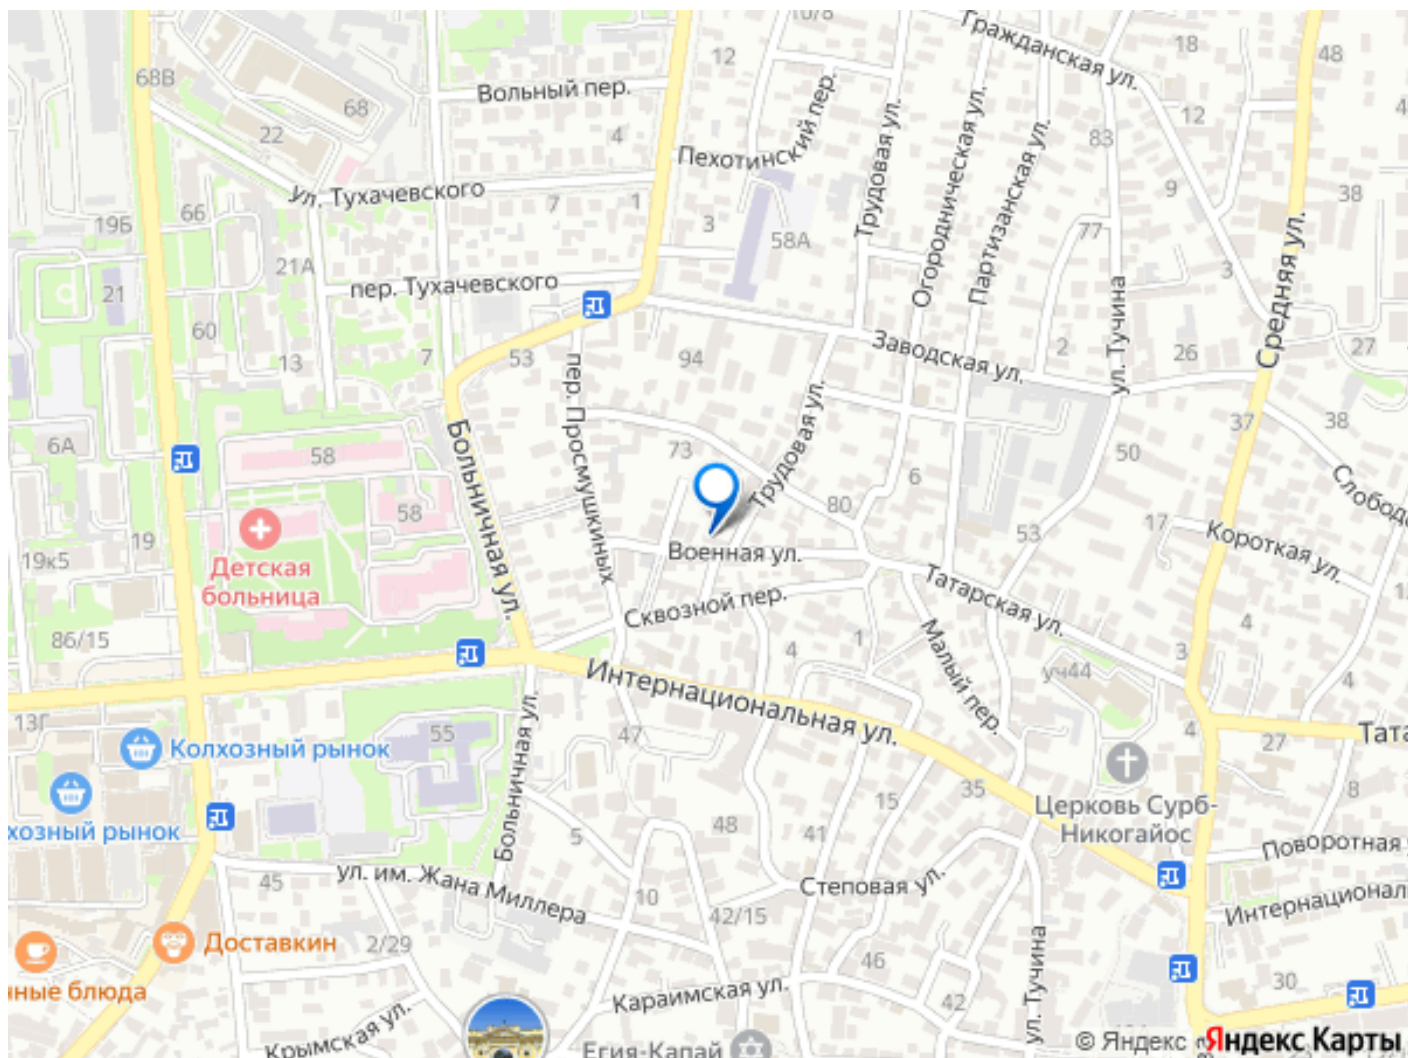 10/8
Гражданская ул.
18
48
12
68В
68
Вольный пер.
22
4
12
83
Пехотинский пер.
Трудовая ул.
Огородническая ул.
Партизанская ул.
Ул. Тухачевского
7
1
9
38
66
19Б
3
58А
77
21А
3
Средняя ул.
21
пер. Тухачевского
60
ул. Тучина
13
7
53
94
Заводская ул.
2
26
27
пер. Просмушкиных
Трудовая ул.
37
38
6А
Больничная ул.
58
73
50
6
Слободс
58
80
17
Короткая ул.
19
19к5
53
Детская
больница
Военная ул.
Татарская ул.
Сквозной пер.
86/15
4
1
Малый пер.
4
3
уч44
4
Интернациональная ул.
13Г
55
Больничная ул.
47
4
27
Тата
Колхозный рынок
35
8
15
Церковь Сурб-
Никогайос
хозный рынок
48
41
5
Поворотная
45
ул. им. Жана Миллера
10
Степовая ул.
42/15
Интернационал
Доставкин
2/29
46
ул. Тучина
нные блюда
Караимская ул.
42
30
Крымская ул.
Егия-Капай
© Яндекс
Яндекс Карты